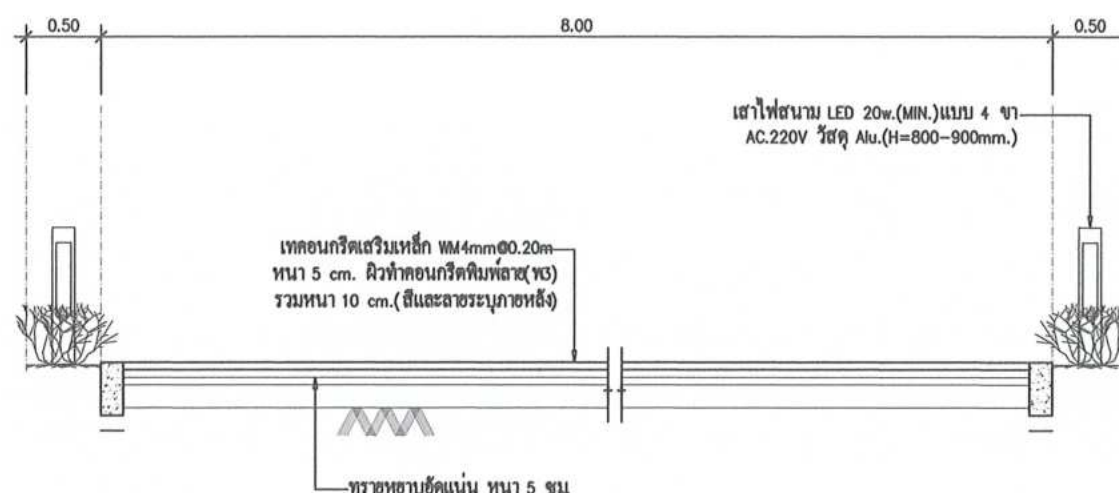 0.50 8.00 0.50
เสาไฟสนาม LED 20w.(MIN.)แบบ 4 ขา
AC.220V วัสดุ Alu.(H=800-900mm.)
เทคอนกรีตเสริมเหล็ก WM4mm@0.20m
หนา 5 cm. ผิวทำคอนกรีตพิมพ์ลาย(พ3)
รวมหนา 10 cm.(สีและลายระบุภายหลัง)
ทรายหยาบอัดแน่น หนา 5 ซม.